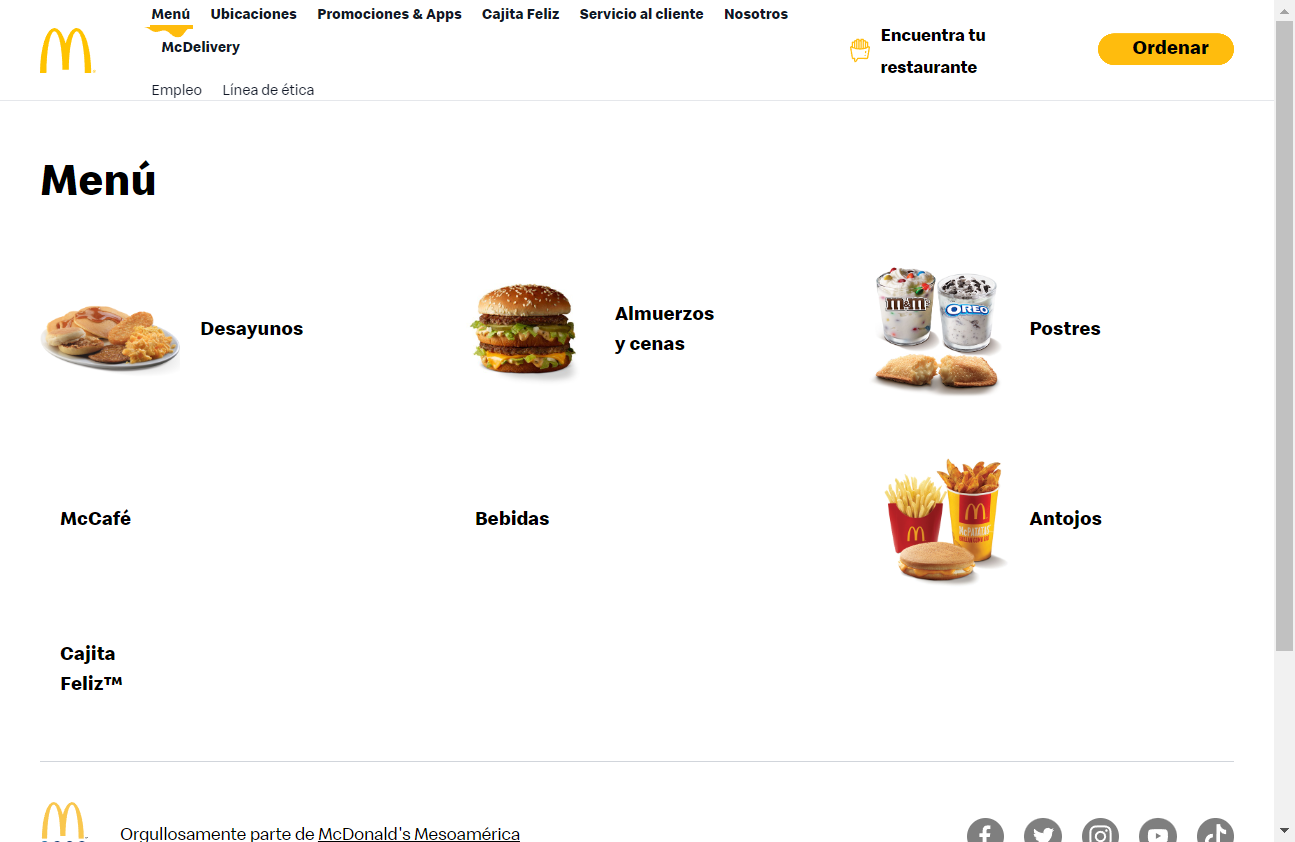 Menú Ubicaciones Promociones & Apps Cajita Feliz Servicio al cliente Nosotros
McDelivery
Empleo Línea de ética
Encuentra tu
restaurante
Ordenar
Menú
Desayunos
Almuerzos
y cenas
m&m's
OREO
Postres
McCafé
Bebidas
McPATATAS
Antojos
Cajita
Feliz™
Orgullosamente parte de McDonald's Mesoamérica